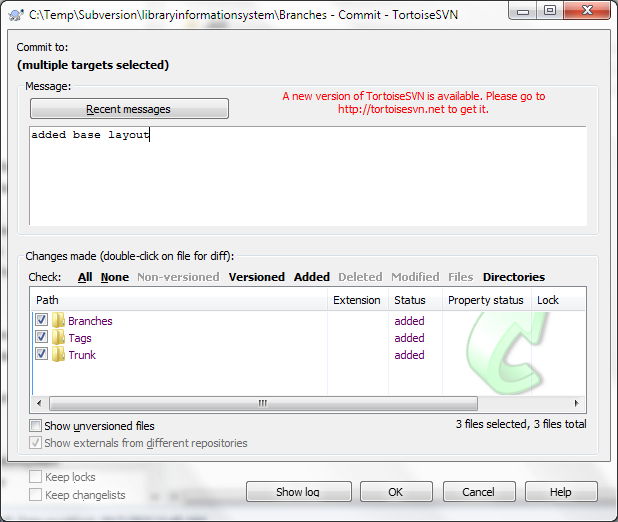 C:\Temp\Subversion\libraryinformationsystem\Branches - Commit - TortoiseSVN
Commit to:
(multiple targets selected)
Message:
Recent messages
A new version of TortoiseSVN is available. Please go to
http://tortoisesvn.net to get it.
added base layout
Changes made (double-click on file for diff):
Check: All None Non-versioned Versioned Added Deleted Modified Files Directories
Path Extension Status Property status Lock
Branches added
Tags added
Trunk added
Show unversioned files
3 files selected, 3 files total
Show externals from different repositories
Keep locks
Keep changelists
Show log OK Cancel Help